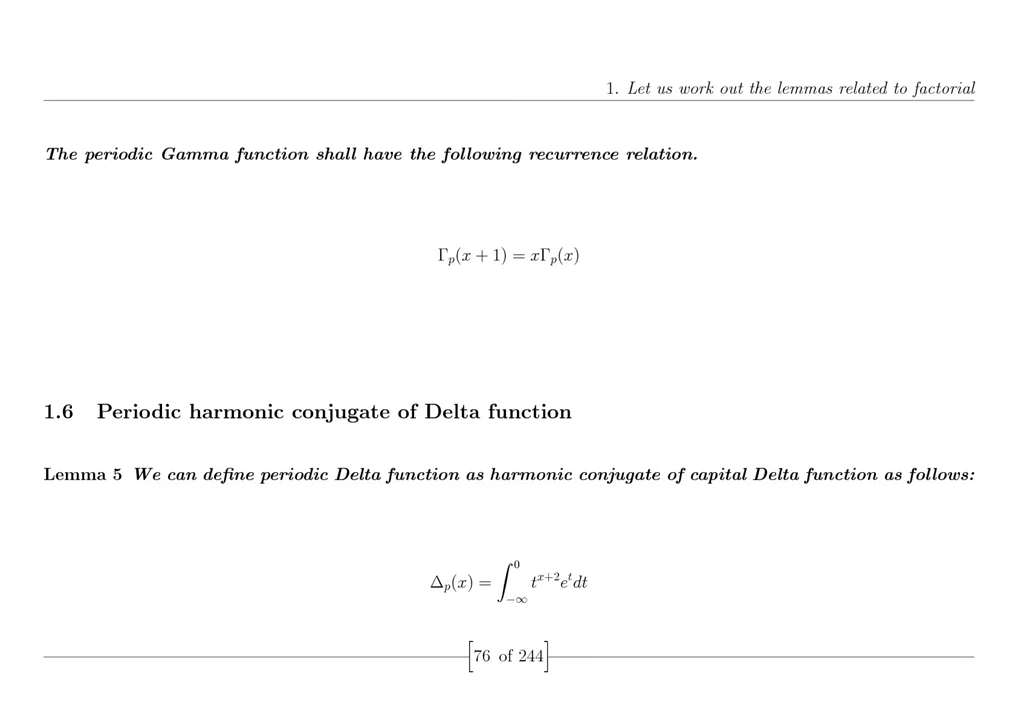 1. Let us work out the lemmas related to factorial
The periodic Gamma function shall have the following recurrence relation.
Γₚ(x + 1) = xΓₚ(x)
1.6 Periodic harmonic conjugate of Delta function
Lemma 5 We can define periodic Delta function as harmonic conjugate of capital Delta function as follows:
Δₚ(x) = ∫_{-∞}^{0} t^{x+2}e^{t}dt
[76 of 244]